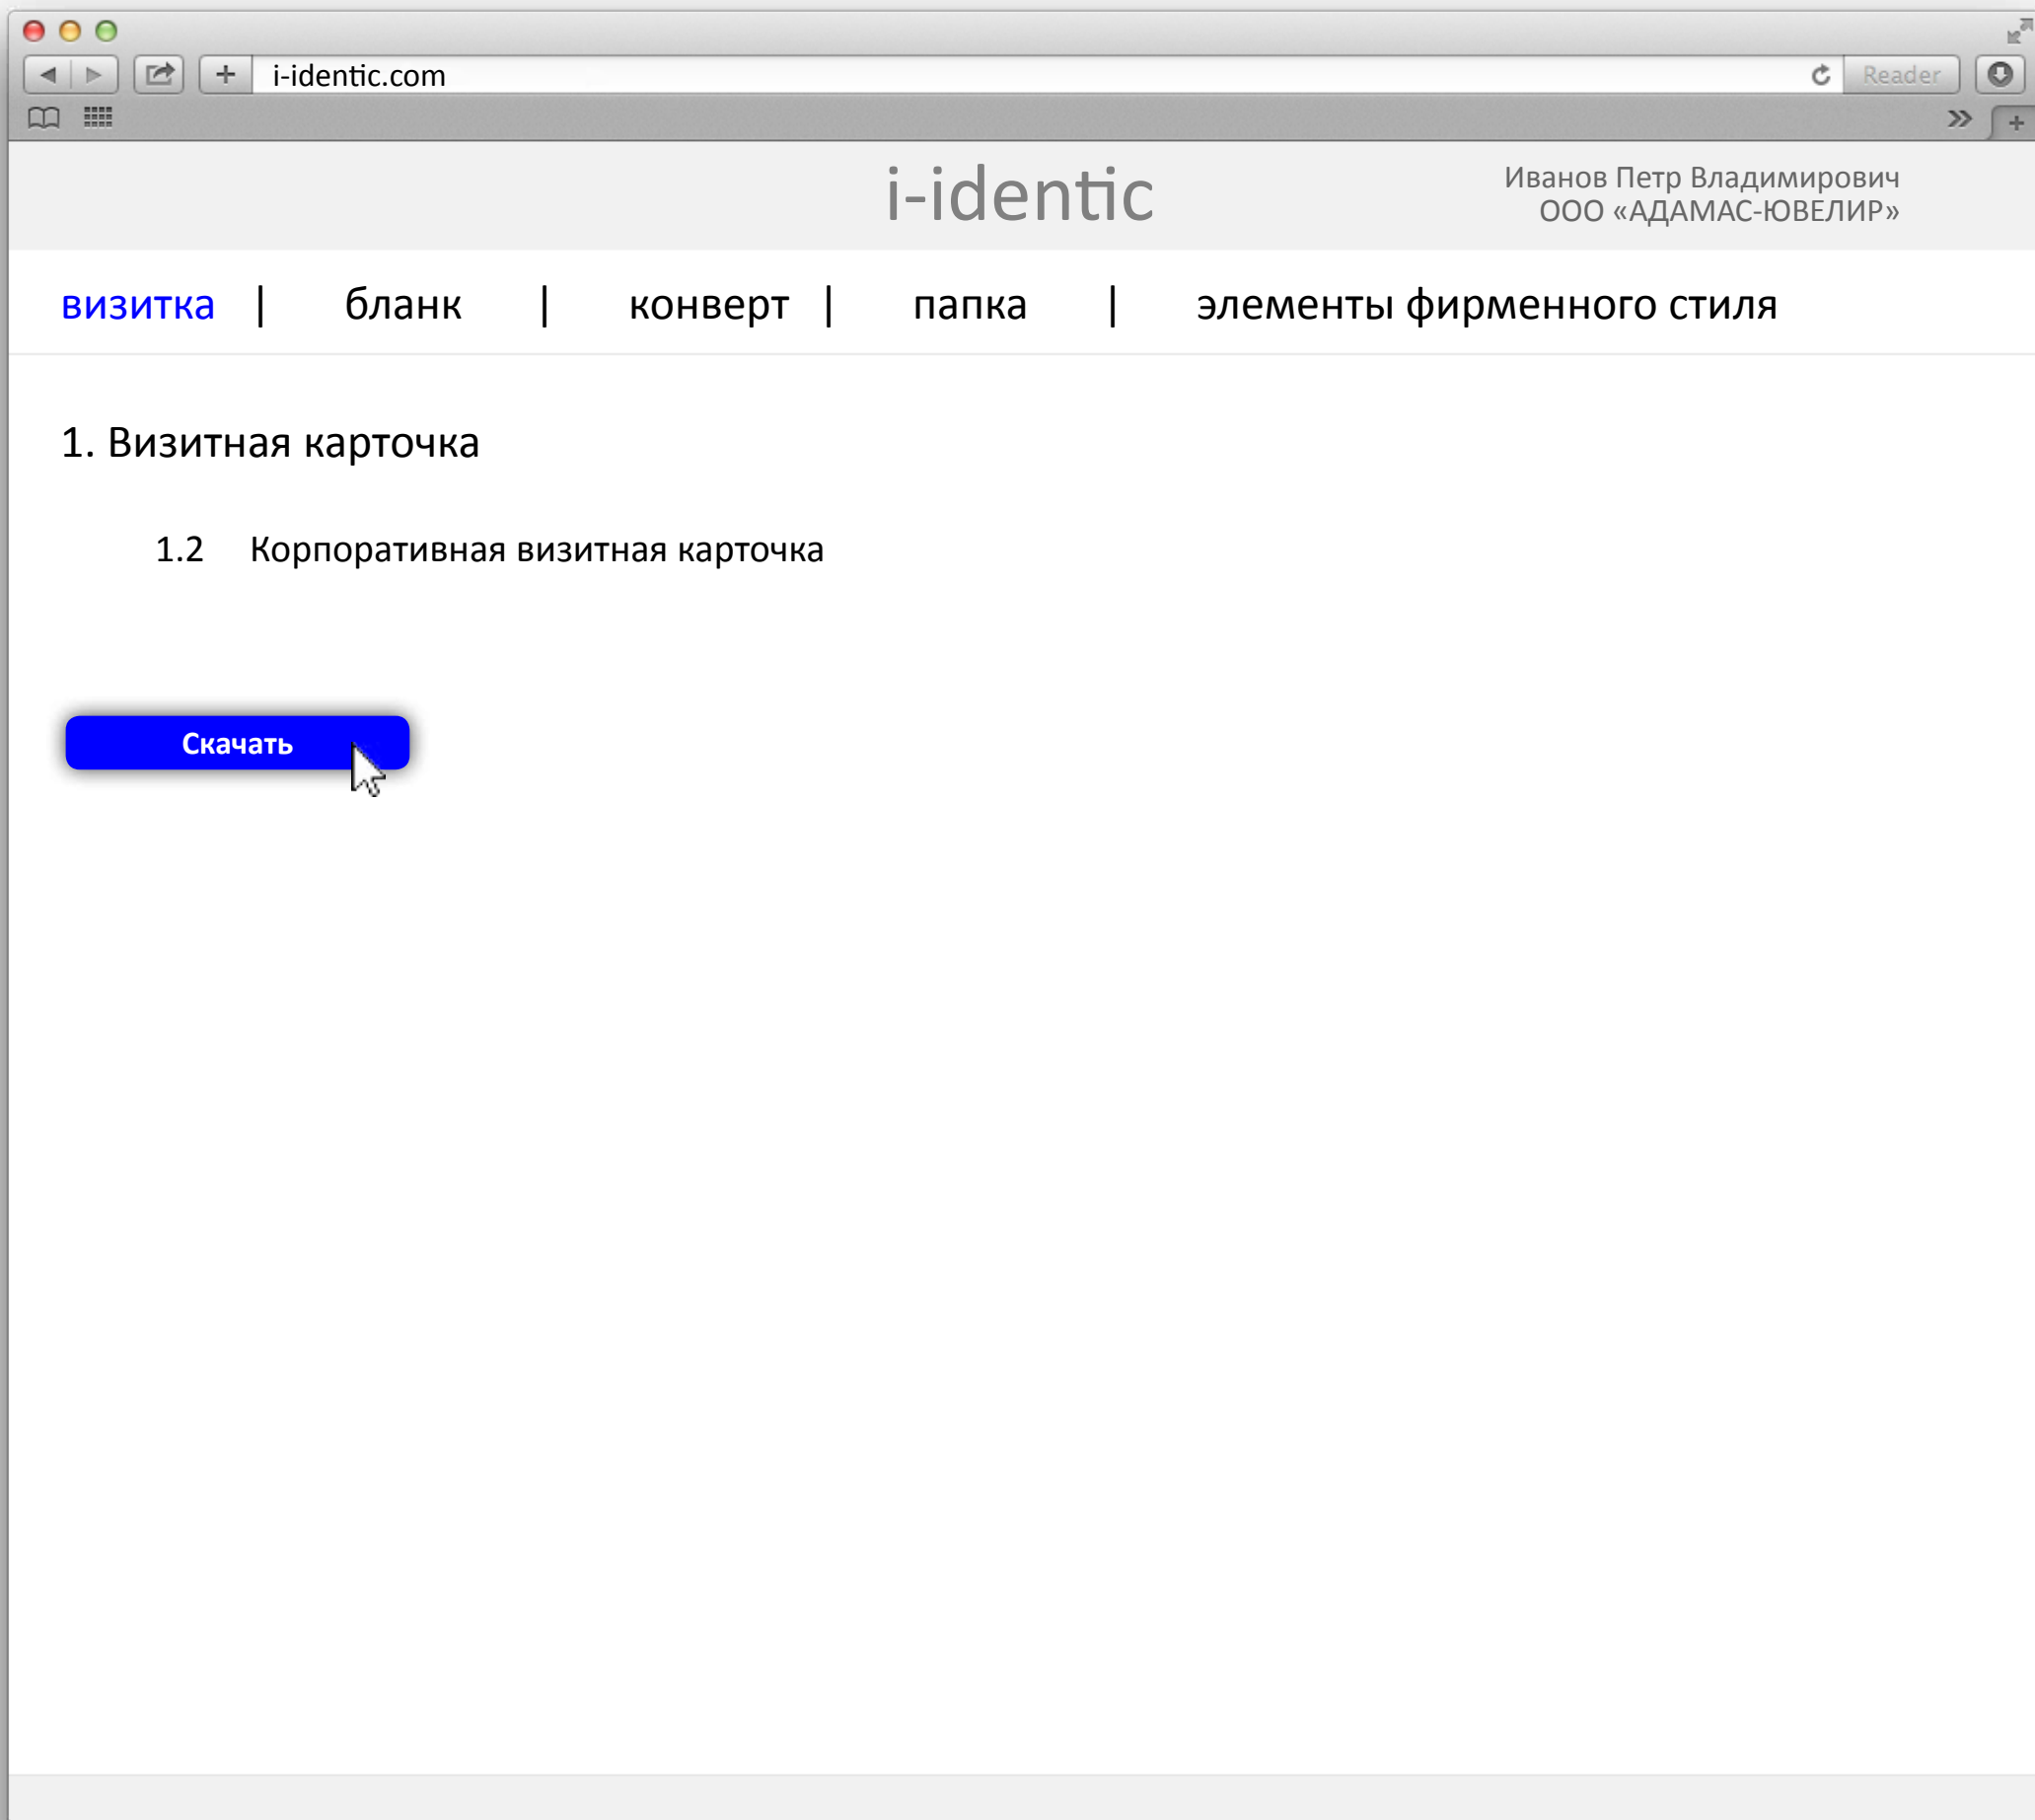 i-identic.com
Reader
i-identic
Иванов Петр Владимирович
ООО «АДАМАС-ЮВЕЛИР»
визитка | бланк | конверт | папка | элементы фирменного стиля
1. Визитная карточка
1.2 Корпоративная визитная карточка
Скачать